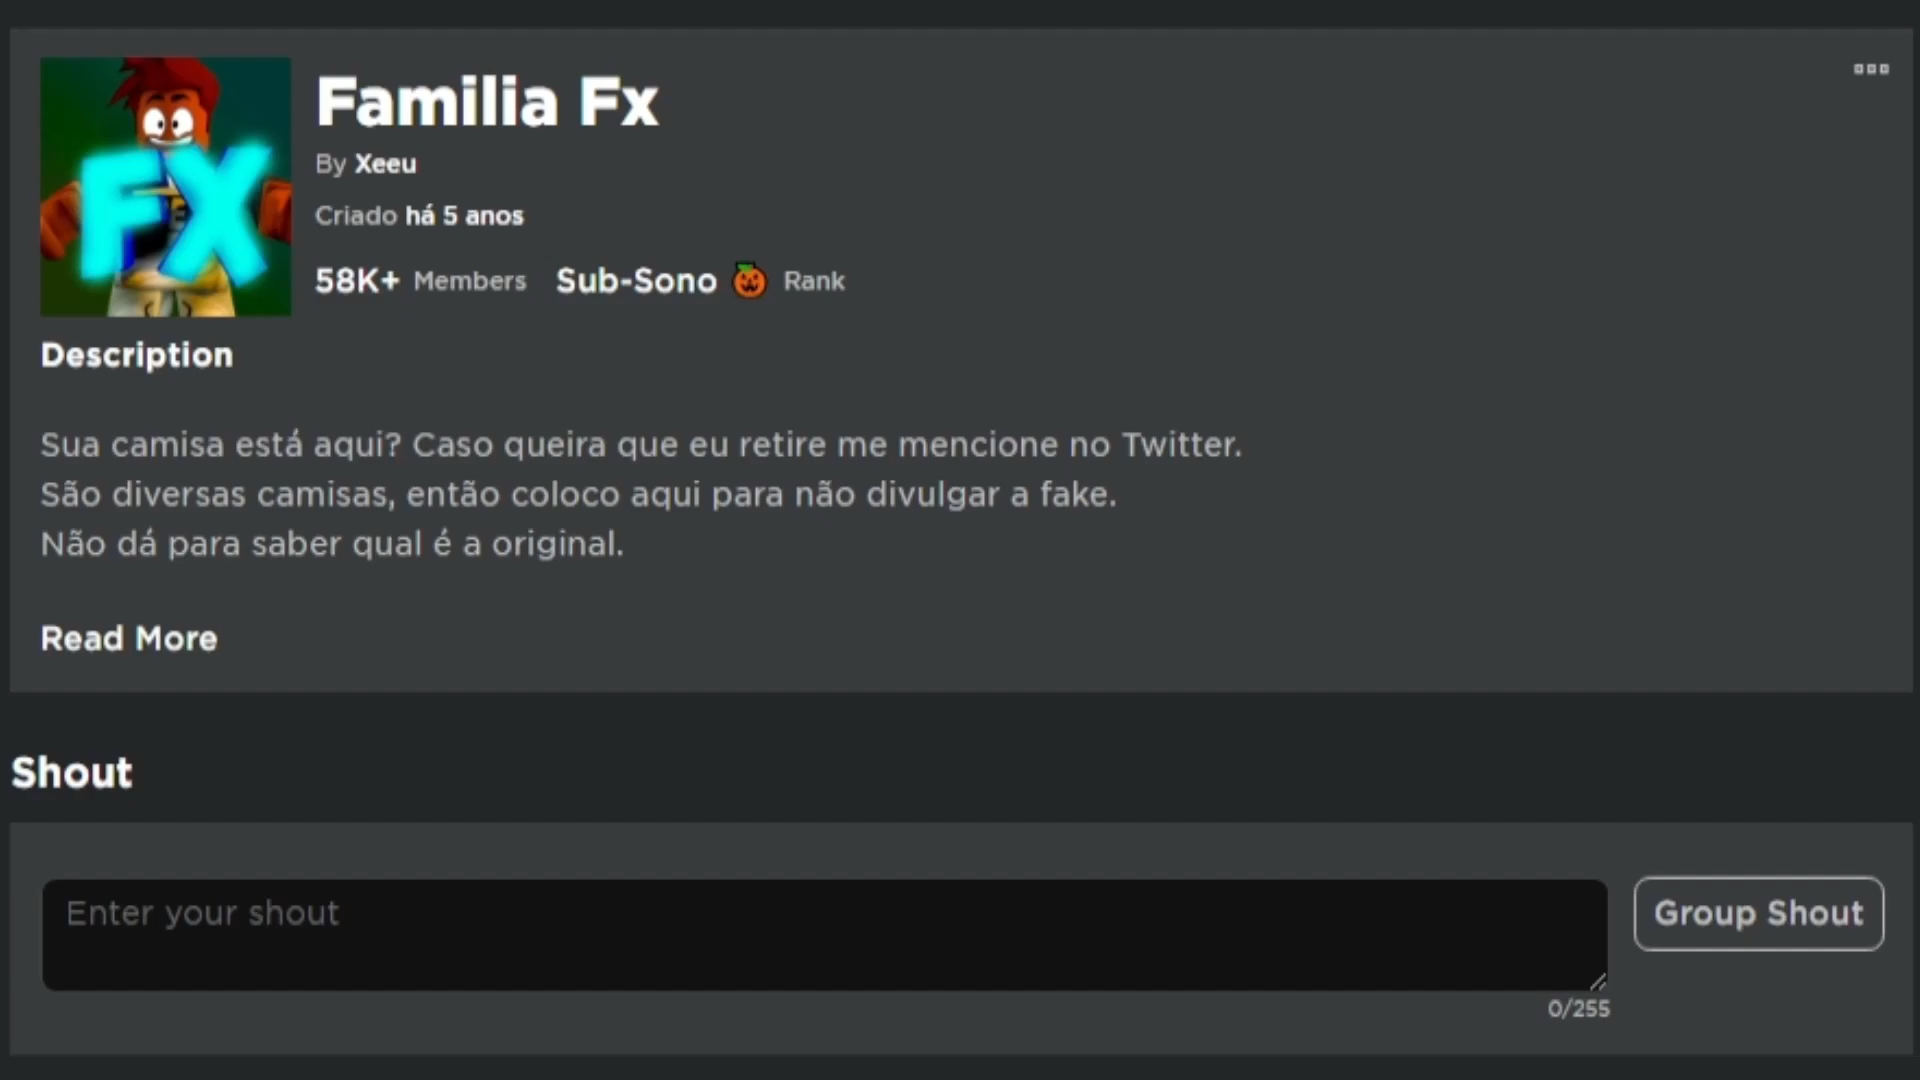 FX
Familia Fx
By Xeeu
Criado há 5 anos
58K+ Members Sub-Sono 🎃 Rank
Description
Sua camisa está aqui? Caso queira que eu retire me mencione no Twitter.
São diversas camisas, então coloco aqui para não divulgar a fake.
Não dá para saber qual é a original.
Read More
Shout
Enter your shout
Group Shout
0/255